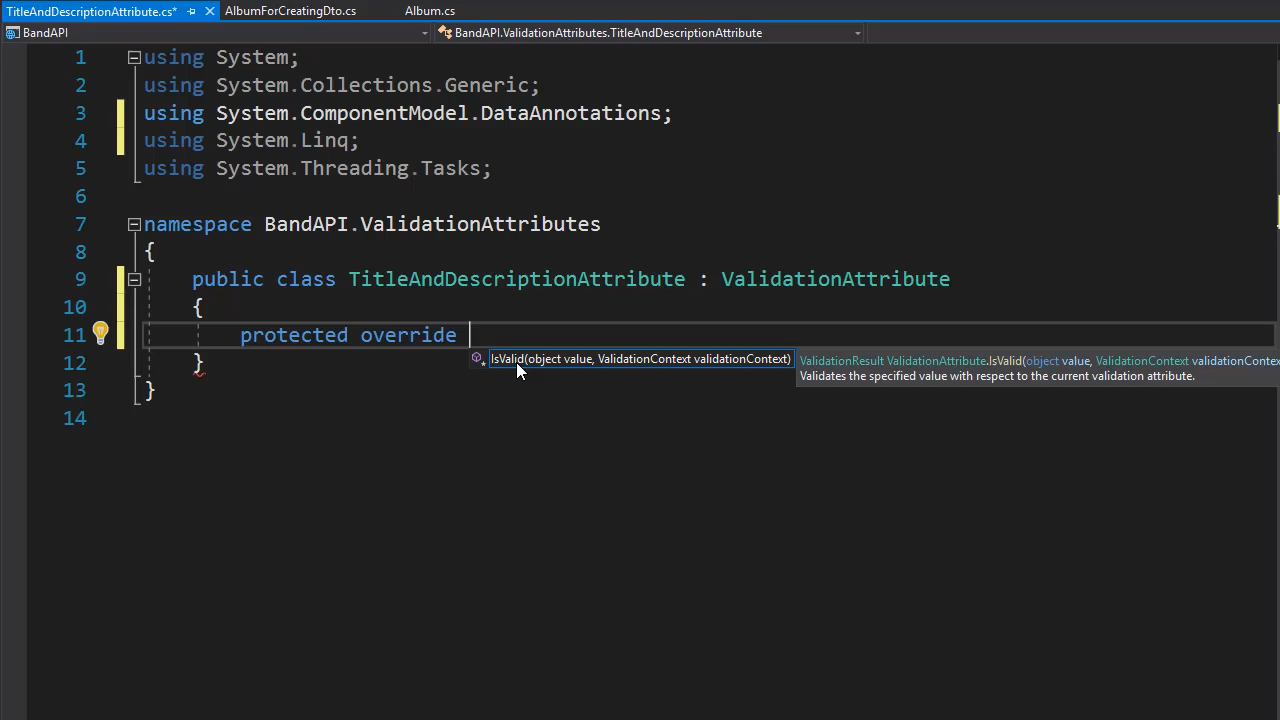 TitleAndDescriptionAttribute.cs* AlbumForCreatingDto.cs Album.cs
BandAPI BandAPI.ValidationAttributes.TitleAndDescriptionAttribute
1 using System;
2 using System.Collections.Generic;
3 using System.ComponentModel.DataAnnotations;
4 using System.Linq;
5 using System.Threading.Tasks;
6
7 namespace BandAPI.ValidationAttributes
8 {
9 public class TitleAndDescriptionAttribute : ValidationAttribute
10 {
11 protected override
IsValid(object value, ValidationContext validationContext) ValidationResult ValidationAttribute.IsValid(object value, ValidationContext validationContex
Validates the specified value with respect to the current validation attribute.
12 }
13 }
14